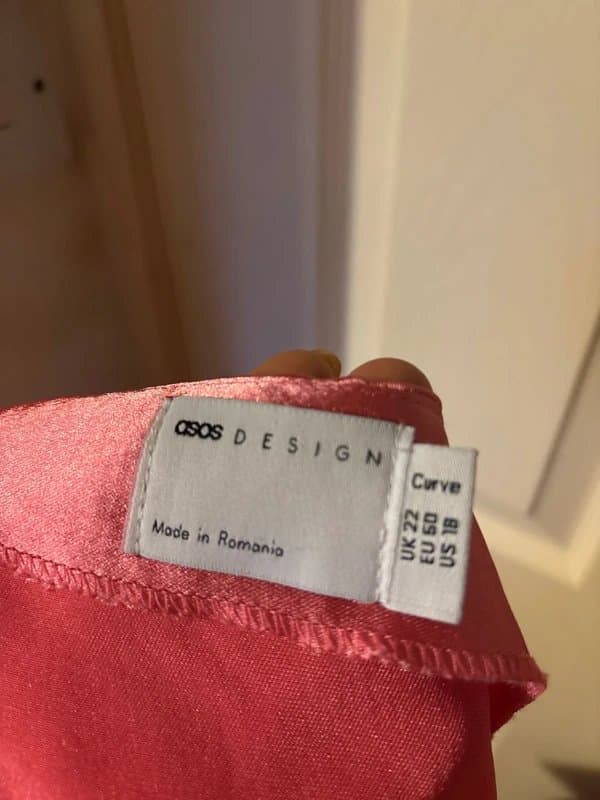 asos DESIGN
Made in Romania
Curve
UK 22
EU 50
US 18